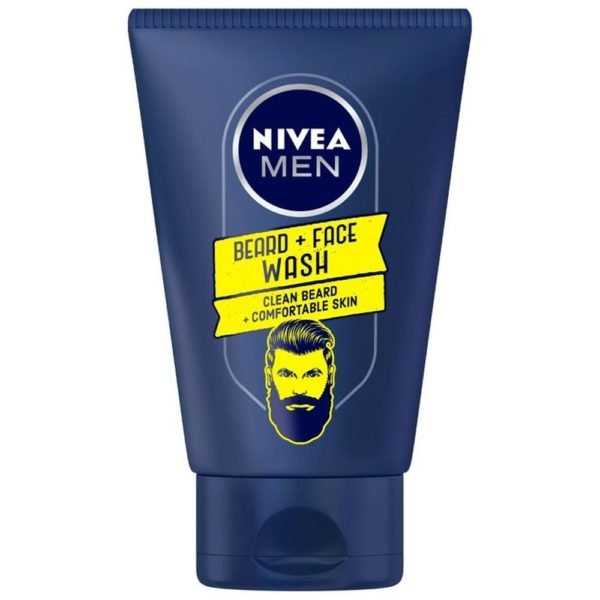 NIVEA
MEN
BEARD + FACE
WASH
CLEAN BEARD
+ COMFORTABLE SKIN